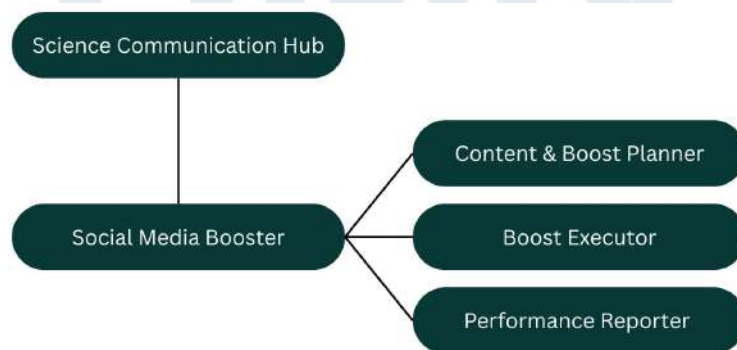 Science Communication Hub
Content & Boost Planner
Social Media Booster
Boost Executor
Performance Reporter